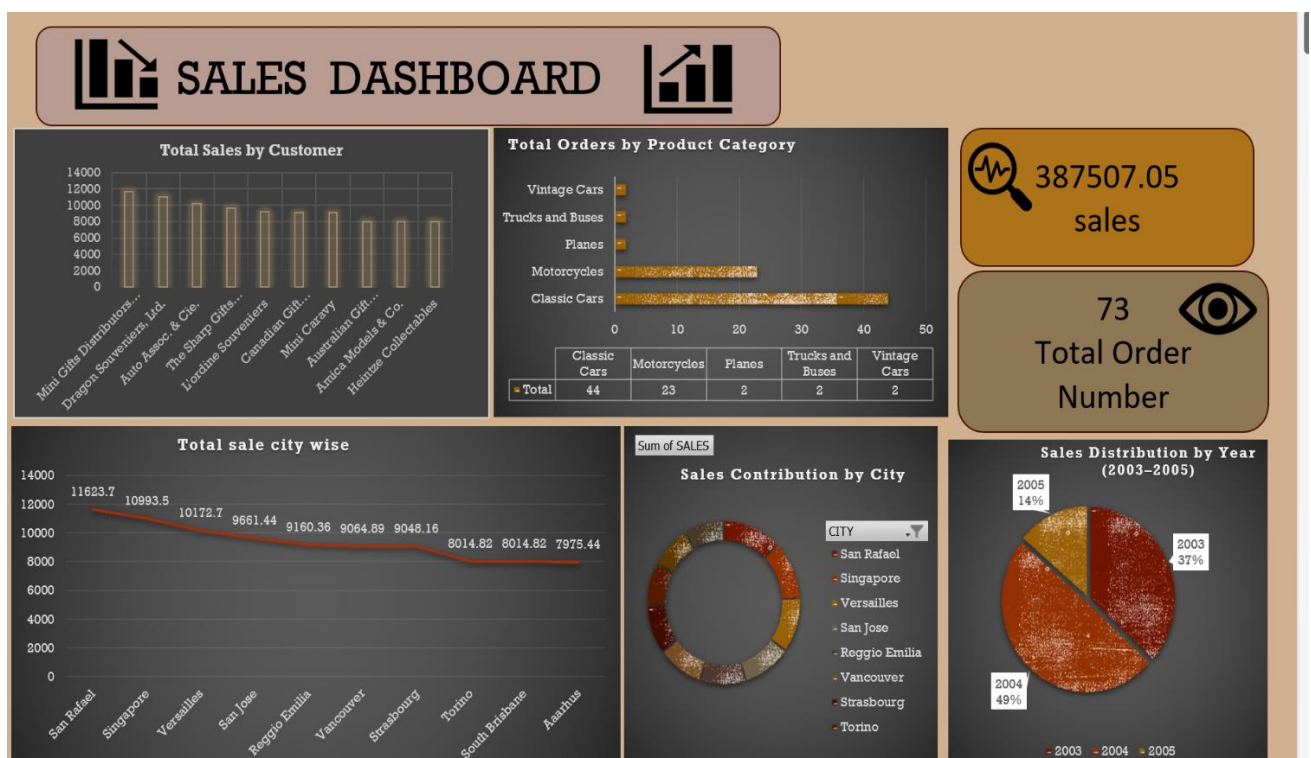 SALES DASHBOARD
Total Sales by Customer
14000
12000
10000
8000
6000
4000
2000
0
Mini Gifts Distributors...
Dragon Souveniers, Ltd.
Auto Assoc. & Cie.
The Sharp Gifts...
L'ordine Souveniers
Canadian Gift...
Mini Caravy
Australian Gift...
Amica Models & Co.
Heintze Collectables
Total Orders by Product Category
Vintage Cars
Trucks and Buses
Planes
Motorcycles
Classic Cars
0 10 20 30 40 50
Classic Cars Motorcycles Planes Trucks and Buses Vintage Cars
Total 44 23 2 2 2
387507.05
sales
73
Total Order
Number
Total sale city wise
14000
12000
10000
8000
6000
4000
2000
0
11623.7 10993.5 10172.7 9661.44 9160.36 9064.89 9048.16 8014.82 8014.82 7975.44
San Rafael
Singapore
Versailles
San Jose
Reggio Emilia
Vancouver
Strasbourg
Torino
South Brisbane
Aaarhus
Sum of SALES
Sales Contribution by City
CITY
San Rafael
Singapore
Versailles
San Jose
Reggio Emilia
Vancouver
Strasbourg
Torino
Sales Distribution by Year
(2003–2005)
2005
14%
2003
37%
2004
49%
2003 2004 2005